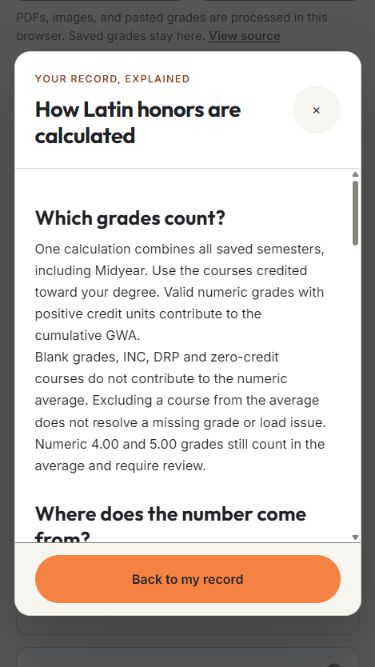 PDFs, images, and pasted grades are processed in this
browser. Saved grades stay here. View source
YOUR RECORD, EXPLAINED
How Latin honors are
calculated
×
Which grades count?
One calculation combines all saved semesters,
including Midyear. Use the courses credited
toward your degree. Valid numeric grades with
positive credit units contribute to the
cumulative GWA.
Blank grades, INC, DRP and zero-credit
courses do not contribute to the numeric
average. Excluding a course from the average
does not resolve a missing grade or load issue.
Numeric 4.00 and 5.00 grades still count in the
average and require review.
Where does the number come
from?
Back to my record